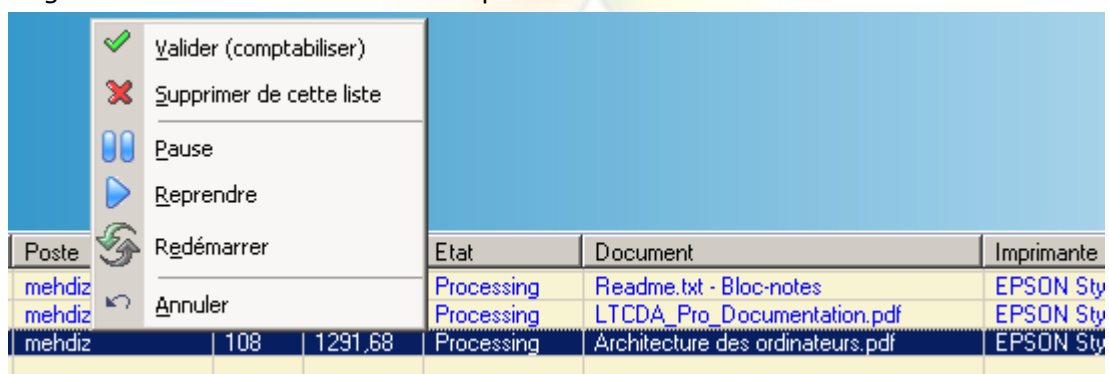 Valider (comptabiliser)
Supprimer de cette liste
Pause
Reprendre
Redémarrer
Annuler
Poste Etat Document Imprimante
mehdiz Processing Readme.txt - Bloc-notes EPSON Sty
mehdiz Processing LTCDA_Pro_Documentation.pdf EPSON Sty
mehdiz 108 1291,68 Processing Architecture des ordinateurs.pdf EPSON Sty